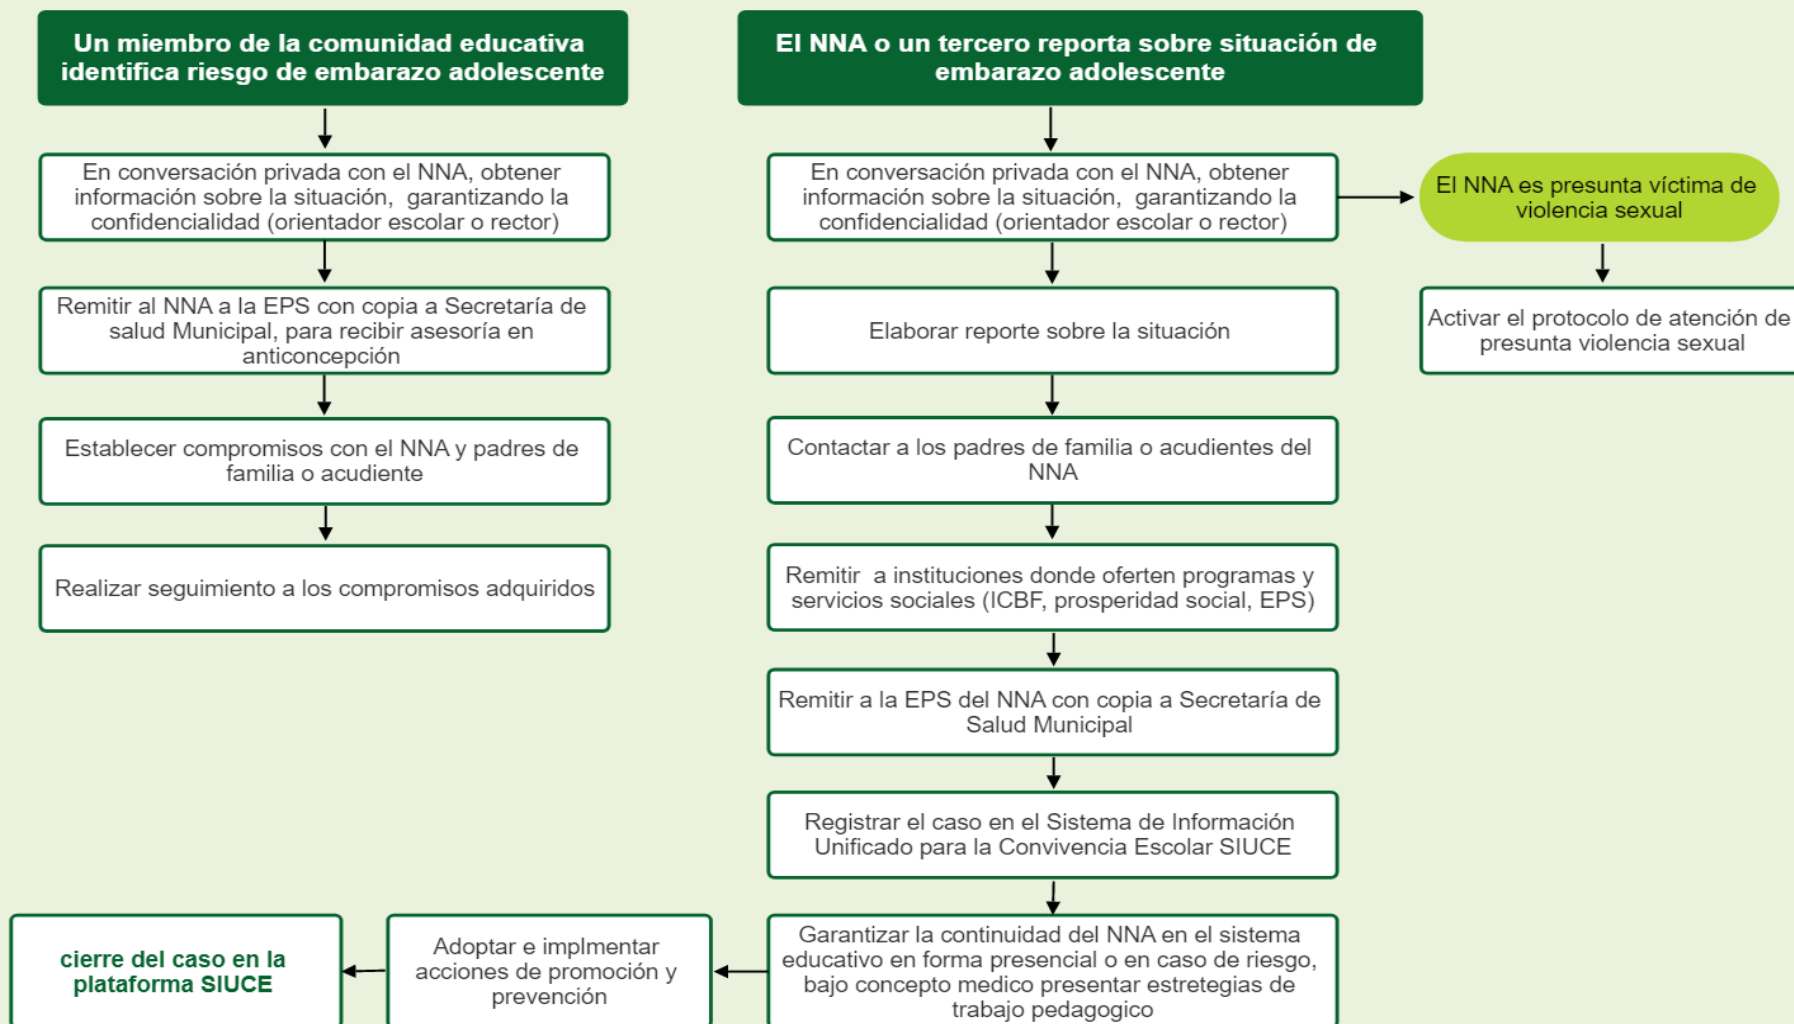 Un miembro de la comunidad educativa
identifica riesgo de embarazo adolescente
En conversación privada con el NNA, obtener
información sobre la situación, garantizando la
confidencialidad (orientador escolar o rector)
Remitir al NNA a la EPS con copia a Secretaría de
salud Municipal, para recibir asesoría en
anticoncepción
Establecer compromisos con el NNA y padres de
familia o acudiente
Realizar seguimiento a los compromisos adquiridos
El NNA o un tercero reporta sobre situación de
embarazo adolescente
En conversación privada con el NNA, obtener
información sobre la situación, garantizando la
confidencialidad (orientador escolar o rector)
El NNA es presunta víctima de
violencia sexual
Activar el protocolo de atención de
presunta violencia sexual
Elaborar reporte sobre la situación
Contactar a los padres de familia o acudientes del
NNA
Remitir a instituciones donde oferten programas y
servicios sociales (ICBF, prosperidad social, EPS)
Remitir a la EPS del NNA con copia a Secretaría de
Salud Municipal
Registrar el caso en el Sistema de Información
Unificado para la Convivencia Escolar SIUCE
Garantizar la continuidad del NNA en el sistema
educativo en forma presencial o en caso de riesgo,
bajo concepto medico presentar estretegias de
trabajo pedagogico
Adoptar e implmentar
acciones de promoción y
prevención
cierre del caso en la
plataforma SIUCE